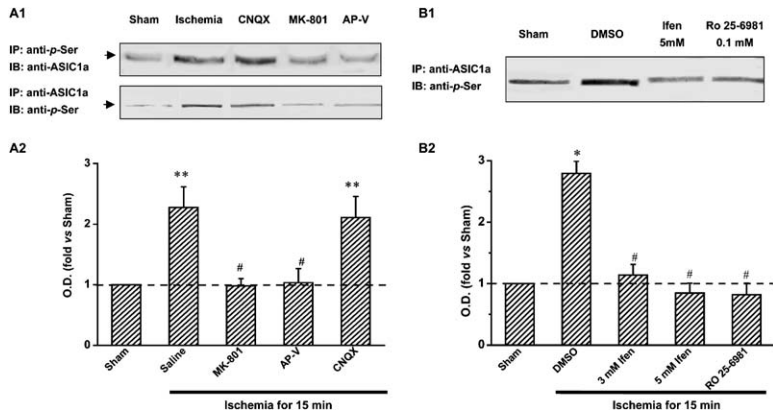 A1
Sham Ischemia CNQX MK-801 AP-V
IP: anti-p-Ser
IB: anti-ASIC1a
IP: anti-ASIC1a
IB: anti-p-Ser
B1
Sham DMSO Ifen 5mM Ro 25-6981 0.1 mM
IP: anti-ASIC1a
IB: anti-p-Ser
A2
O.D. (fold vs Sham)
3
2
1
0
** # # **
Sham Saline MK-801 AP-V CNQX
Ischemia for 15 min
B2
O.D. (fold vs Sham)
3
2
1
0
* # # #
Sham DMSO 3 mM Ifen 5 mM Ifen RO 25-6981
Ischemia for 15 min